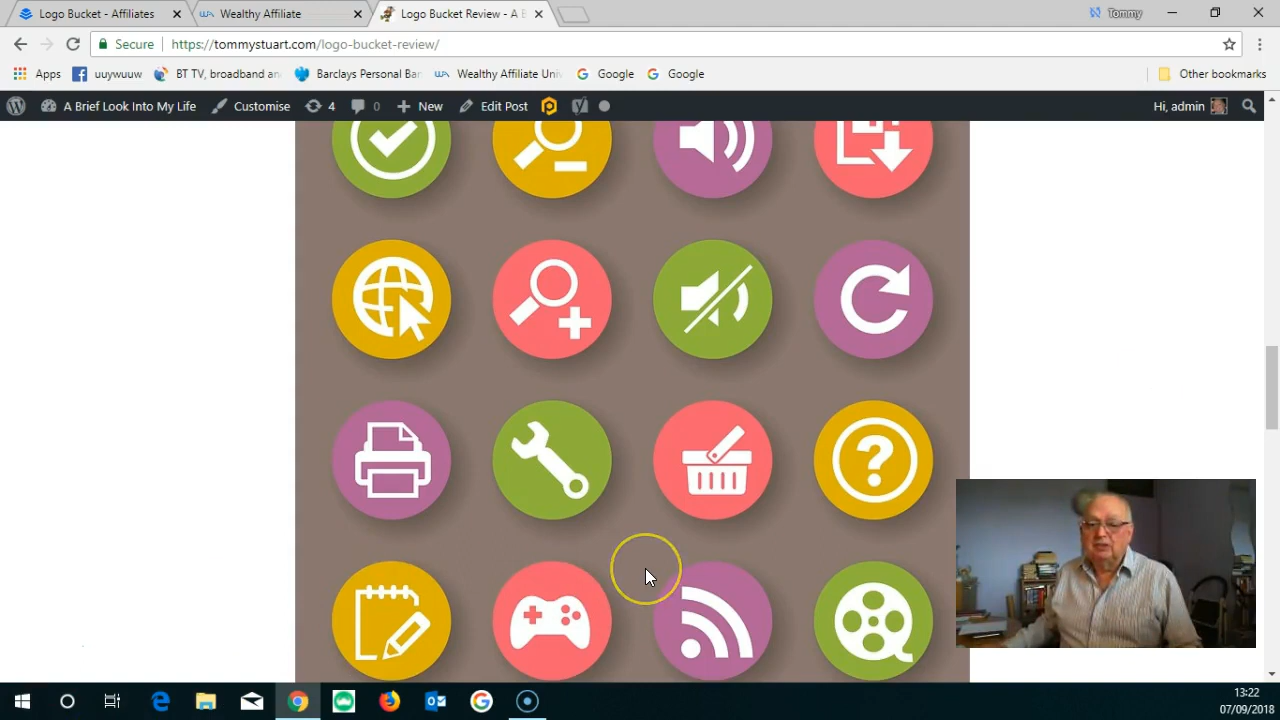 Logo Bucket - Affiliates
Wealthy Affiliate
Logo Bucket Review - A B
Tommy
Secure
https://tommystuart.com/logo-bucket-review/
Apps
uuywuuw
BT TV, broadband an
Barclays Personal Ban
Wealthy Affiliate Univ
Google
Google
Other bookmarks
A Brief Look Into My Life
Customise
4
0
New
Edit Post
Hi, admin
13:22
07/09/2018